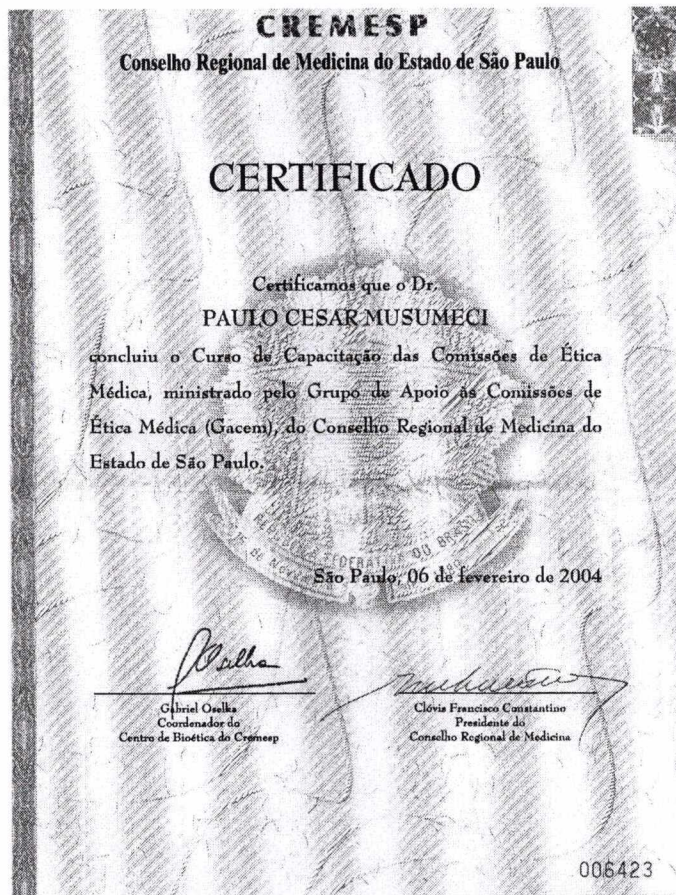 CREMESP
Conselho Regional de Medicina do Estado de São Paulo
CERTIFICADO
Certificamos que o Dr.
PAULO CESAR MUSUMECI
concluiu o Curso de Capacitação das Comissões de Ética
Médica, ministrado pelo Grupo de Apoio às Comissões de
Ética Médica (Gacem), do Conselho Regional de Medicina do
Estado de São Paulo.
São Paulo, 06 de fevereiro de 2004
Gabriel Oselka
Coordenador do
Centro de Bioética do Cremesp
Clóvis Francisco Constantino
Presidente do
Conselho Regional de Medicina
006423